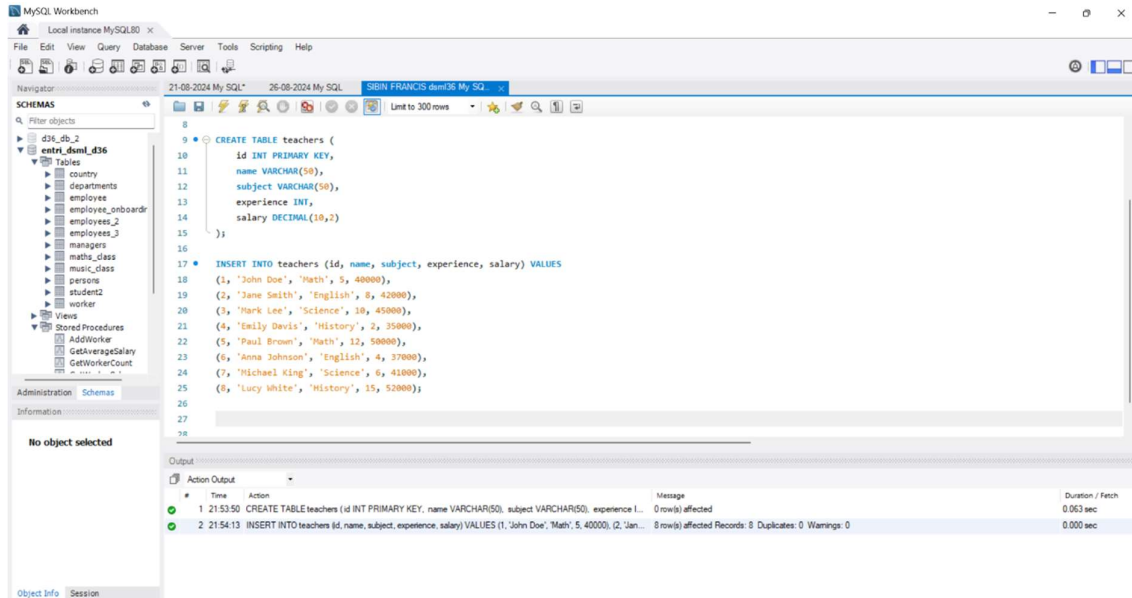 MySQL Workbench
Local instance MySQL80
File Edit View Query Database Server Tools Scripting Help
Navigator
SCHEMAS
Filter objects
d36_db_2
entri_dsml_d36
Tables
country
departments
employee
employee_onboardir
employees_2
employees_3
managers
maths_class
music_class
persons
student2
worker
Views
Stored Procedures
AddWorker
GetAverageSalary
GetWorkerCount
Administration Schemas
Information
No object selected
Object Info Session
21-08-2024 My SQL* 26-08-2024 My SQL SIBIN FRANCIS dsml36 My SQ...
Limit to 300 rows
8
9 CREATE TABLE teachers (
10 id INT PRIMARY KEY,
11 name VARCHAR(50),
12 subject VARCHAR(50),
13 experience INT,
14 salary DECIMAL(10,2)
15 );
16
17 INSERT INTO teachers (id, name, subject, experience, salary) VALUES
18 (1, 'John Doe', 'Math', 5, 40000),
19 (2, 'Jane Smith', 'English', 8, 42000),
20 (3, 'Mark Lee', 'Science', 10, 45000),
21 (4, 'Emily Davis', 'History', 2, 35000),
22 (5, 'Paul Brown', 'Math', 12, 50000),
23 (6, 'Anna Johnson', 'English', 4, 37000),
24 (7, 'Michael King', 'Science', 6, 41000),
25 (8, 'Lucy White', 'History', 15, 52000);
26
27
28
Output
Action Output
# Time Action Message Duration / Fetch
1 21:53:50 CREATE TABLE teachers ( id INT PRIMARY KEY, name VARCHAR(50), subject VARCHAR(50), experience I... 0 row(s) affected 0.063 sec
2 21:54:13 INSERT INTO teachers (id, name, subject, experience, salary) VALUES (1, 'John Doe', 'Math', 5, 40000), (2, 'Jan... 8 row(s) affected Records: 8 Duplicates: 0 Warnings: 0 0.000 sec